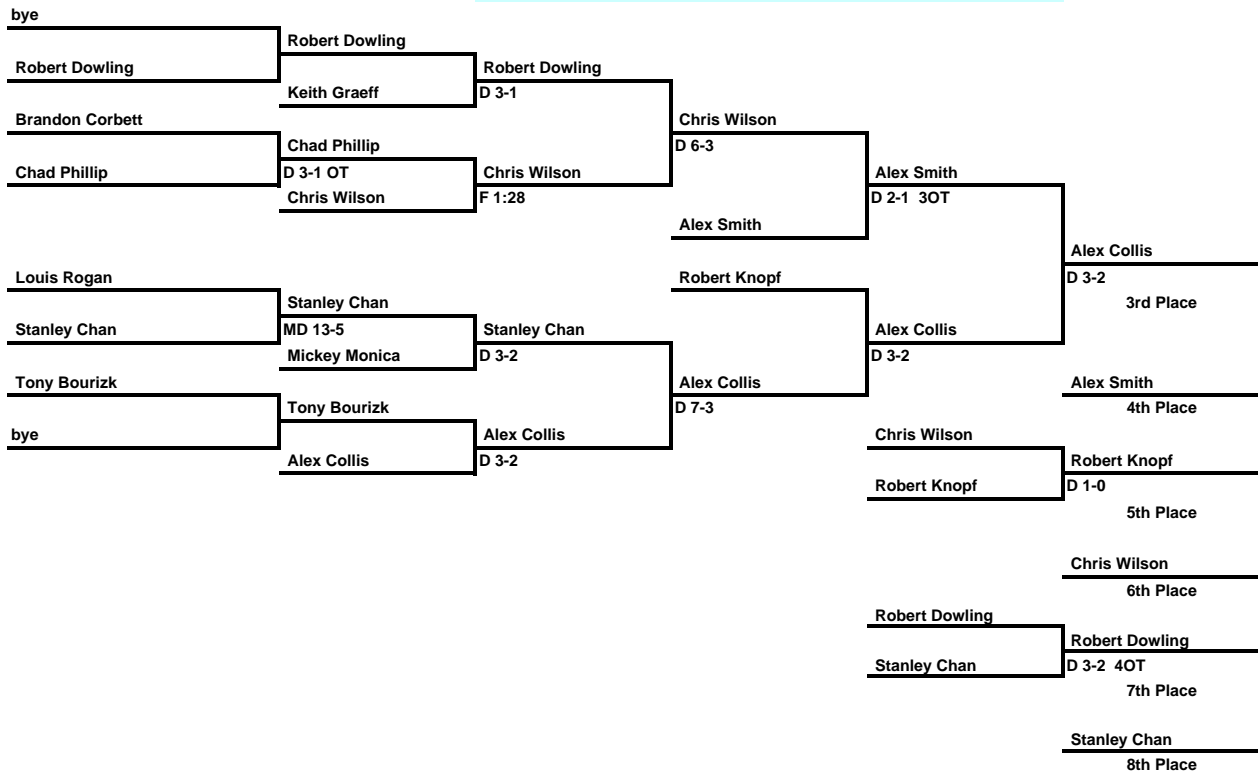 bye
Robert Dowling
Robert Dowling
Robert Dowling
Keith Graeff
D 3-1
Brandon Corbett
Chris Wilson
Chad Phillip
D 6-3
Chad Phillip
D 3-1 OT
Chris Wilson
Alex Smith
Chris Wilson
F 1:28
D 2-1 3OT
Alex Smith
Alex Collis
Louis Rogan
Robert Knopf
D 3-2
Stanley Chan
3rd Place
Stanley Chan
MD 13-5
Stanley Chan
Alex Collis
Mickey Monica
D 3-2
D 3-2
Tony Bourizk
Alex Collis
Alex Smith
Tony Bourizk
D 7-3
4th Place
bye
Alex Collis
Chris Wilson
Alex Collis
D 3-2
Robert Knopf
Robert Knopf
D 1-0
5th Place
Chris Wilson
6th Place
Robert Dowling
Robert Dowling
Stanley Chan
D 3-2 4OT
7th Place
Stanley Chan
8th Place